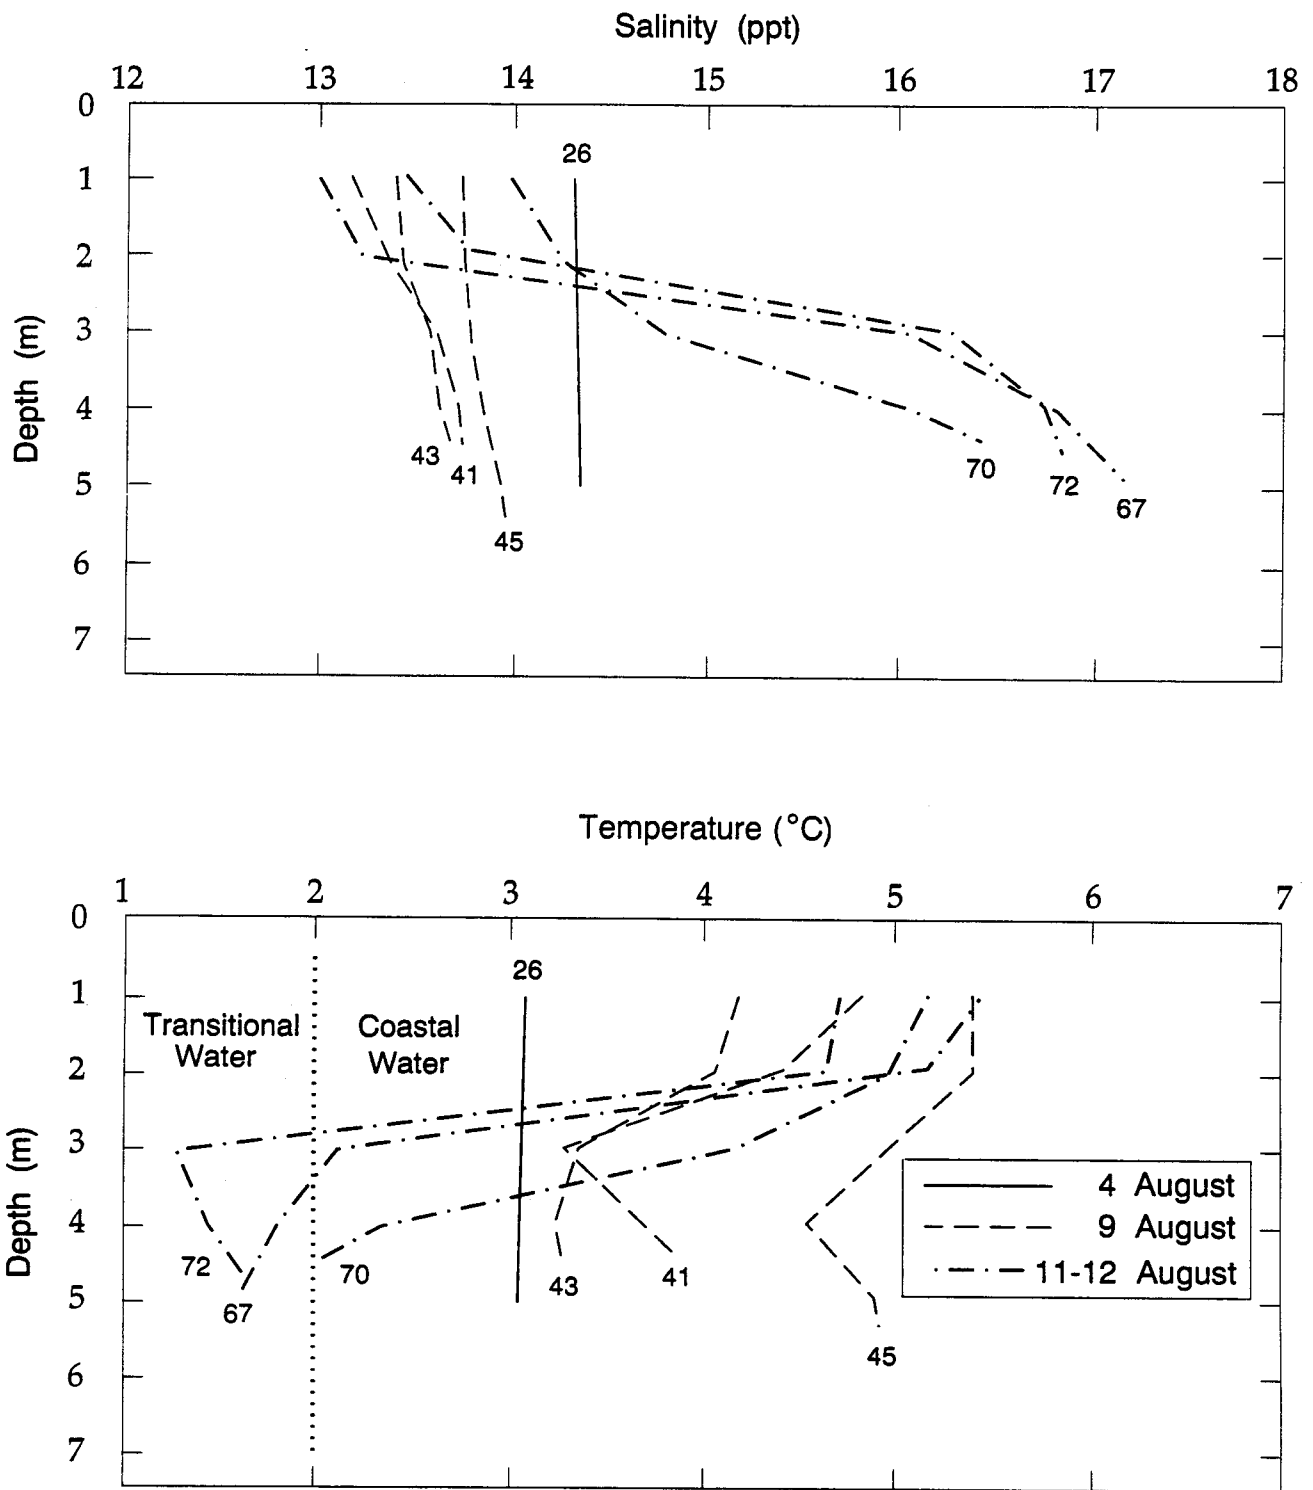 Salinity (ppt)
12 13 14 15 16 17 18
0
26
1
2
3
Depth (m)
4
43
41
70
72
5
67
45
6
7
Temperature (°C)
1 2 3 4 5 6 7
0
26
1
Transitional Water
Coastal Water
2
3
Depth (m)
4 August
4
9 August
72
70
43
41
11-12 August
5
67
45
6
7